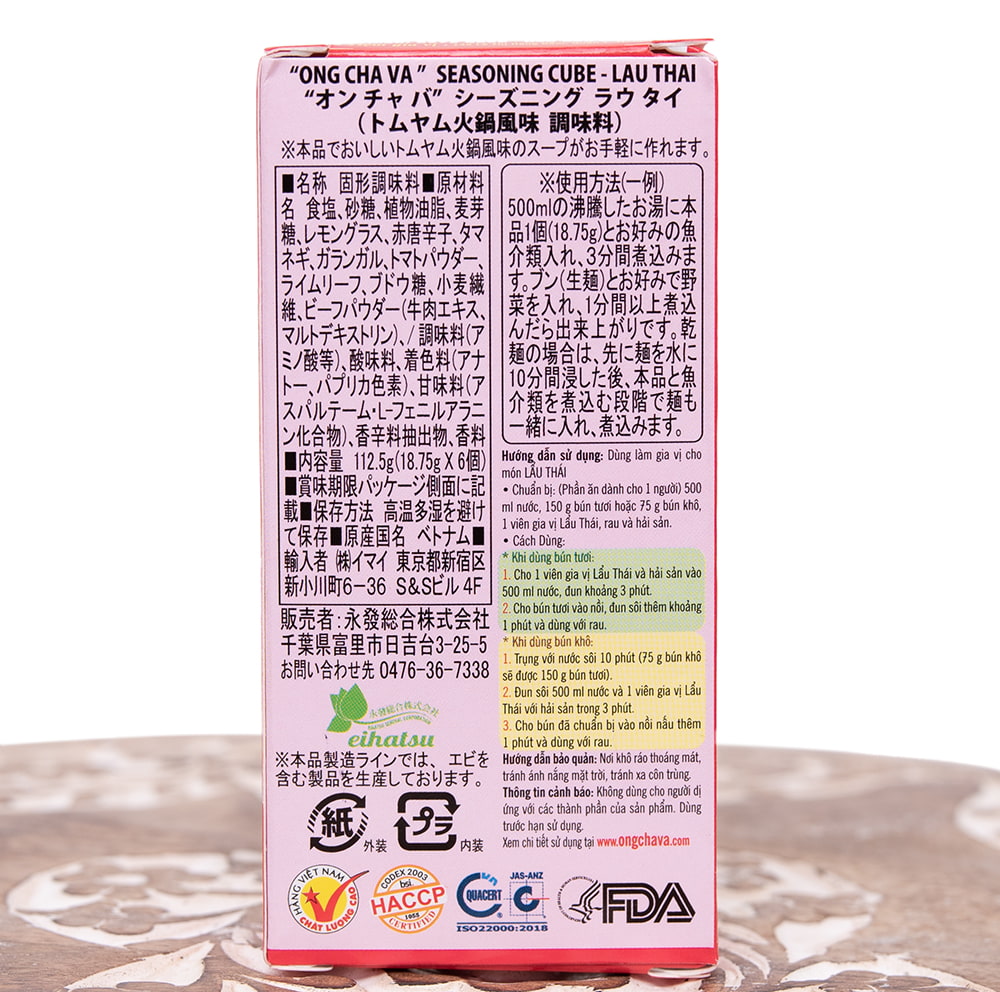 “ONG CHA VA” SEASONING CUBE - LAU THAI
“オン チャ バ” シーズニング ラウ タイ
(トムヤム火鍋風味 調味料)
※本品でおいしいトムヤム火鍋風味のスープがお手軽に作れます。
■名称 固形調味料■原材料
名 食塩、砂糖、植物油脂、麦芽
糖、レモングラス、赤唐辛子、タマ
ネギ、ガランガル、トマトパウダー、
ライムリーフ、ブドウ糖、小麦繊
維、ビーフパウダー(牛肉エキス、
マルトデキストリン)、/調味料(ア
ミノ酸等)、酸味料、着色料(アナ
トー、パプリカ色素)、甘味料(ア
スパルテーム・L-フェニルアラニ
ン化合物)、香辛料抽出物、香料
■内容量 112.5g(18.75g X 6個)
■賞味期限パッケージ側面に記
載■保存方法 高温多湿を避け
て保存■原産国名 ベトナム■
輸入者 ㈱イマイ 東京都新宿区
新小川町6-36 S&Sビル 4F
販売者：永發総合株式会社
千葉県富里市日吉台3-25-5
お問い合わせ先 0476-36-7338
永發総合株式会社
eihatsu
※本品製造ラインでは、エビを
含む製品を生産しております。
紙 外装
プラ 内装
※使用方法(一例)
500mlの沸騰したお湯に本
品1個(18.75g)とお好みの魚
介類入れ、3分間煮込みま
す。ブン(生麺)とお好みで野
菜を入れ、1分間以上煮込
んだら出来上がりです。乾
麺の場合は、先に麺を水に
10分間浸した後、本品と魚
介類を煮込む段階で麺も
一緒に入れ、煮込みます。
Hướng dẫn sử dụng: Dùng làm gia vị cho
món LẨU THÁI
• Chuẩn bị: (Phần ăn dành cho 1 người) 500
ml nước, 150 g bún tươi hoặc 75 g bún khô,
1 viên gia vị Lẩu Thái, rau và hải sản.
• Cách Dùng:
* Khi dùng bún tươi:
1. Cho 1 viên gia vị Lẩu Thái và hải sản vào
500 ml nước, đun khoảng 3 phút.
2. Cho bún tươi vào nồi, đun sôi thêm khoảng
1 phút và dùng với rau.
* Khi dùng bún khô:
1. Trụng với nước sôi 10 phút (75 g bún khô
sẽ được 150 g bún tươi).
2. Đun sôi 500 ml nước và 1 viên gia vị Lẩu
Thái với hải sản trong 3 phút.
3. Cho bún đã chuẩn bị vào nồi nấu thêm
1 phút và dùng với rau.
Hướng dẫn bảo quản: Nơi khô ráo thoáng mát,
tránh ánh nắng mặt trời, tránh xa côn trùng.
Thông tin cảnh báo: Không dùng cho người dị
ứng với các thành phần của sản phẩm. Dùng
trước hạn sử dụng.
Xem chi tiết sử dụng tại www.ongchava.com
HÀNG VIỆT NAM
CHẤT LƯỢNG CAO
CODEX 2003
bsi.
HACCP
1055
CERTIFIED
QUACERT
®
JAS-ANZ
ISO22000:2018
FDA